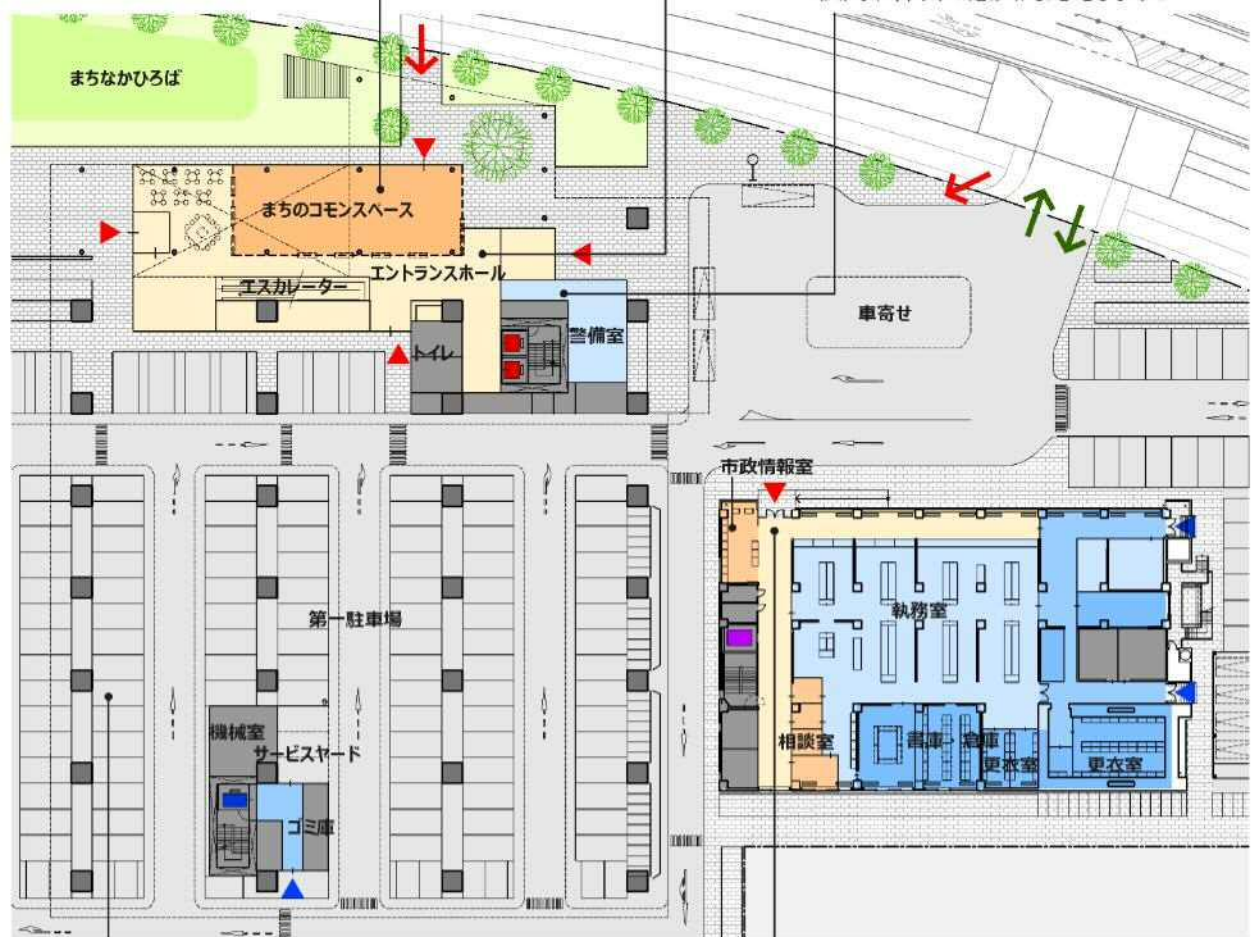 まちなかひろば
まちのコモンスペース
エントランスホール
エスカレーター
車寄せ
警備室
トイレ
市政情報室
第一駐車場
執務室
機械室
サービスヤード
相談室
書庫・倉庫
更衣室
更衣室
ゴミ庫